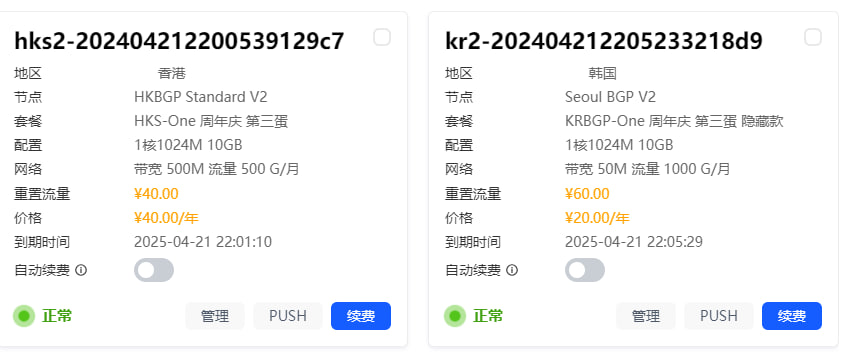 hks2-202404212200539129c7
地区 香港
节点 HKBGP Standard V2
套餐 HKS-One 周年庆 第三蛋
配置 1核1024M 10GB
网络 带宽 500M 流量 500 G/月
重置流量 ¥40.00
价格 ¥40.00/年
到期时间 2025-04-21 22:01:10
自动续费
正常 管理 PUSH 续费
kr2-202404212205233218d9
地区 韩国
节点 Seoul BGP V2
套餐 KRBGP-One 周年庆 第三蛋 隐藏款
配置 1核1024M 10GB
网络 带宽 50M 流量 1000 G/月
重置流量 ¥60.00
价格 ¥20.00/年
到期时间 2025-04-21 22:05:29
自动续费
正常 管理 PUSH 续费